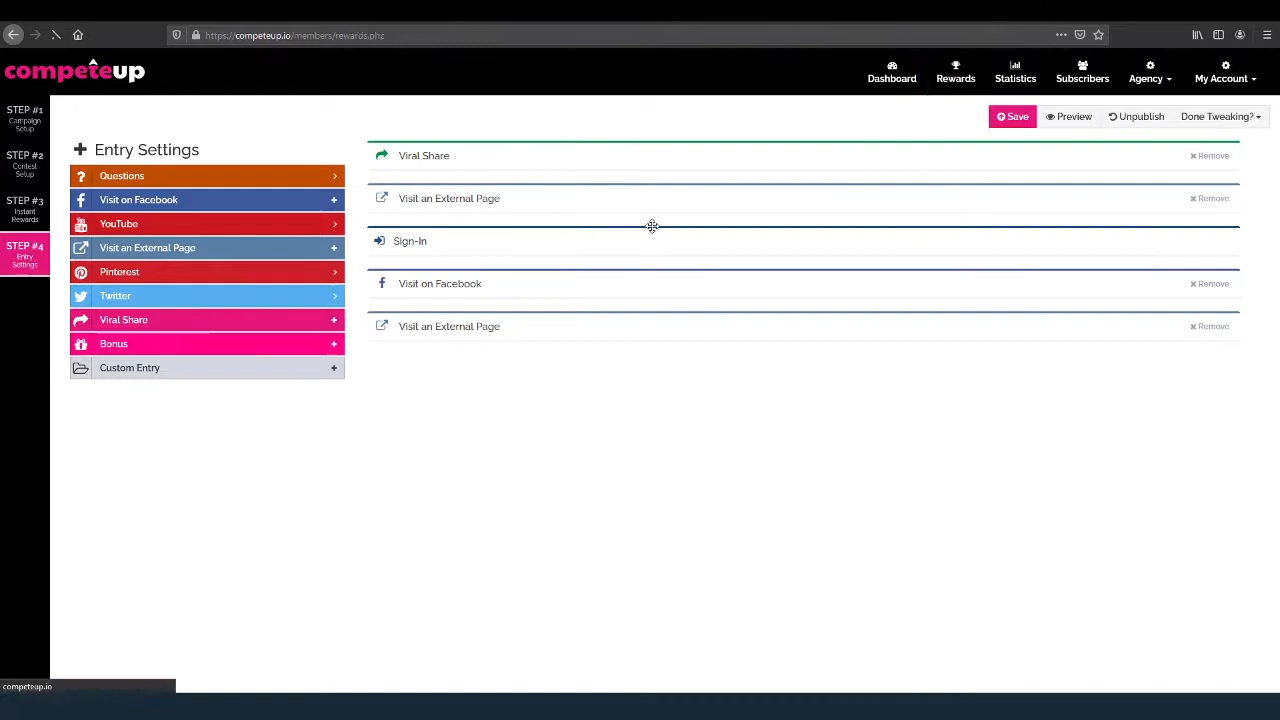 https://competeup.io/members/rewards.php
competeup
Dashboard
Rewards
Statistics
Subscribers
Agency
My Account
STEP #1
Campaign
Setup
STEP #2
Contest
Setup
STEP #3
Instant
Rewards
STEP #4
Entry
Settings
Save
Preview
Unpublish
Done Tweaking?
Entry Settings
Questions
Visit on Facebook
YouTube
Visit an External Page
Pinterest
Twitter
Viral Share
Bonus
Custom Entry
Viral Share
Remove
Visit an External Page
Remove
Sign-In
Visit on Facebook
Remove
Visit an External Page
Remove
competeup.io